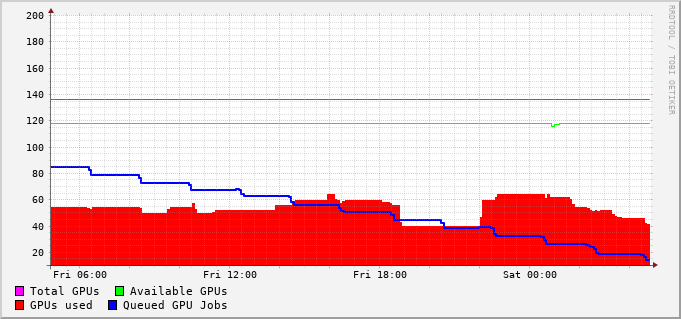 RRDTOOL / TOBI OETIKER
200
180
160
140
120
100
80
60
40
20
Fri 06:00 Fri 12:00 Fri 18:00 Sat 00:00
Total GPUs Available GPUs
GPUs used Queued GPU Jobs